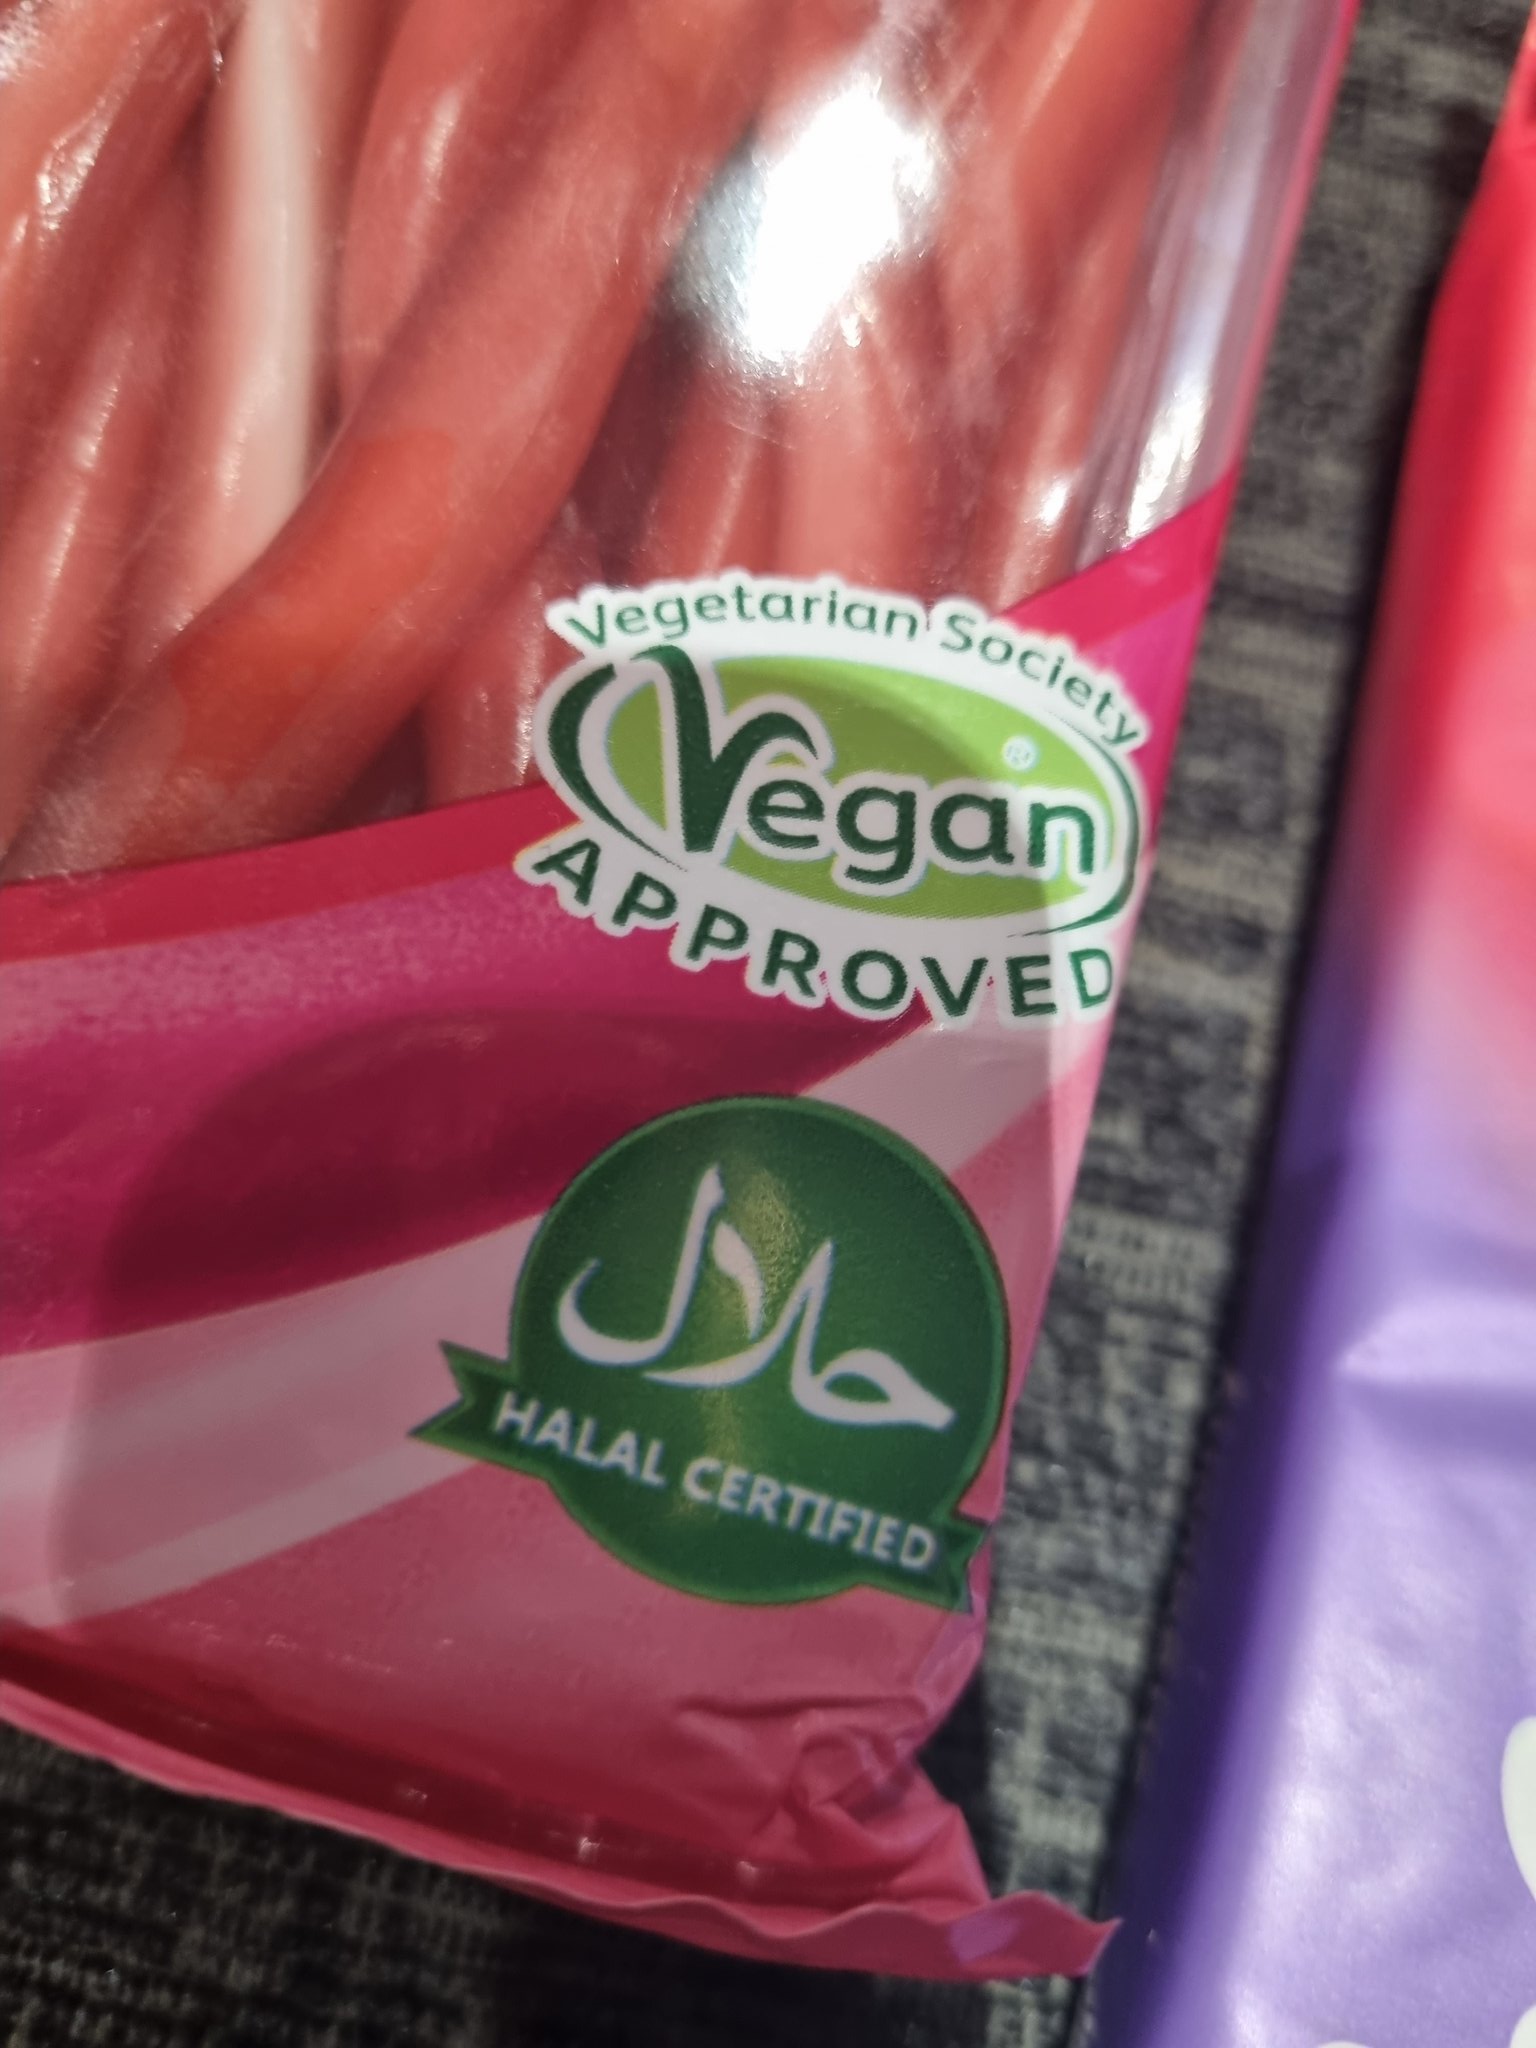 Vegetarian Society
Vegan®
APPROVED
حلال
HALAL CERTIFIED